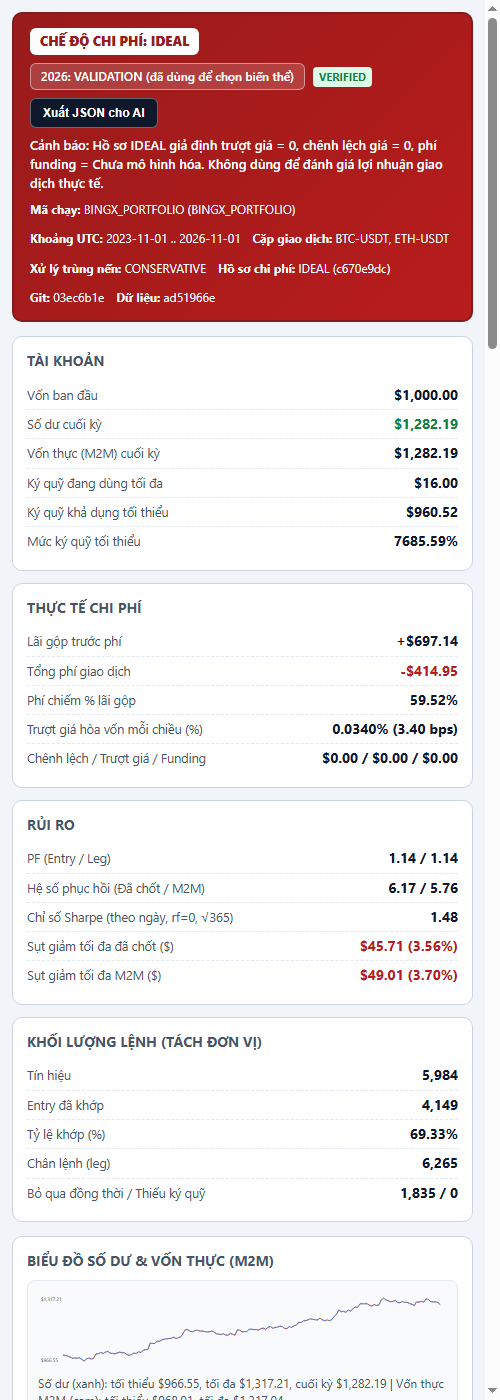 CHẾ ĐỘ CHI PHÍ: IDEAL
2026: VALIDATION (đã dùng để chọn biến thể) VERIFIED
Xuất JSON cho AI
Cảnh báo: Hồ sơ IDEAL giả định trượt giá = 0, chênh lệch giá = 0, phí
funding = Chưa mô hình hóa. Không dùng để đánh giá lợi nhuận giao
dịch thực tế.
Mã chạy: BINGX_PORTFOLIO (BINGX_PORTFOLIO)
Khoảng UTC: 2023-11-01 .. 2026-11-01 Cặp giao dịch: BTC-USDT, ETH-USDT
Xử lý trùng nến: CONSERVATIVE Hồ sơ chi phí: IDEAL (c670e9dc)
Git: 03ec6b1e Dữ liệu: ad51966e
TÀI KHOẢN
Vốn ban đầu $1,000.00
Số dư cuối kỳ $1,282.19
Vốn thực (M2M) cuối kỳ $1,282.19
Ký quỹ đang dùng tối đa $16.00
Ký quỹ khả dụng tối thiểu $960.52
Mức ký quỹ tối thiểu 7685.59%
THỰC TẾ CHI PHÍ
Lãi gộp trước phí +$697.14
Tổng phí giao dịch -$414.95
Phí chiếm % lãi gộp 59.52%
Trượt giá hòa vốn mỗi chiều (%) 0.0340% (3.40 bps)
Chênh lệch / Trượt giá / Funding $0.00 / $0.00 / $0.00
RỦI RO
PF (Entry / Leg) 1.14 / 1.14
Hệ số phục hồi (Đã chốt / M2M) 6.17 / 5.76
Chỉ số Sharpe (theo ngày, rf=0, √365) 1.48
Sụt giảm tối đa đã chốt ($) $45.71 (3.56%)
Sụt giảm tối đa M2M ($) $49.01 (3.70%)
KHỐI LƯỢNG LỆNH (TÁCH ĐƠN VỊ)
Tín hiệu 5,984
Entry đã khớp 4,149
Tỷ lệ khớp (%) 69.33%
Chân lệnh (leg) 6,265
Bỏ qua đồng thời / Thiếu ký quỹ 1,835 / 0
BIỂU ĐỒ SỐ DƯ & VỐN THỰC (M2M)
$1,317.21
$966.55
Số dư (xanh): tối thiểu $966.55, tối đa $1,317.21, cuối kỳ $1,282.19 | Vốn thực